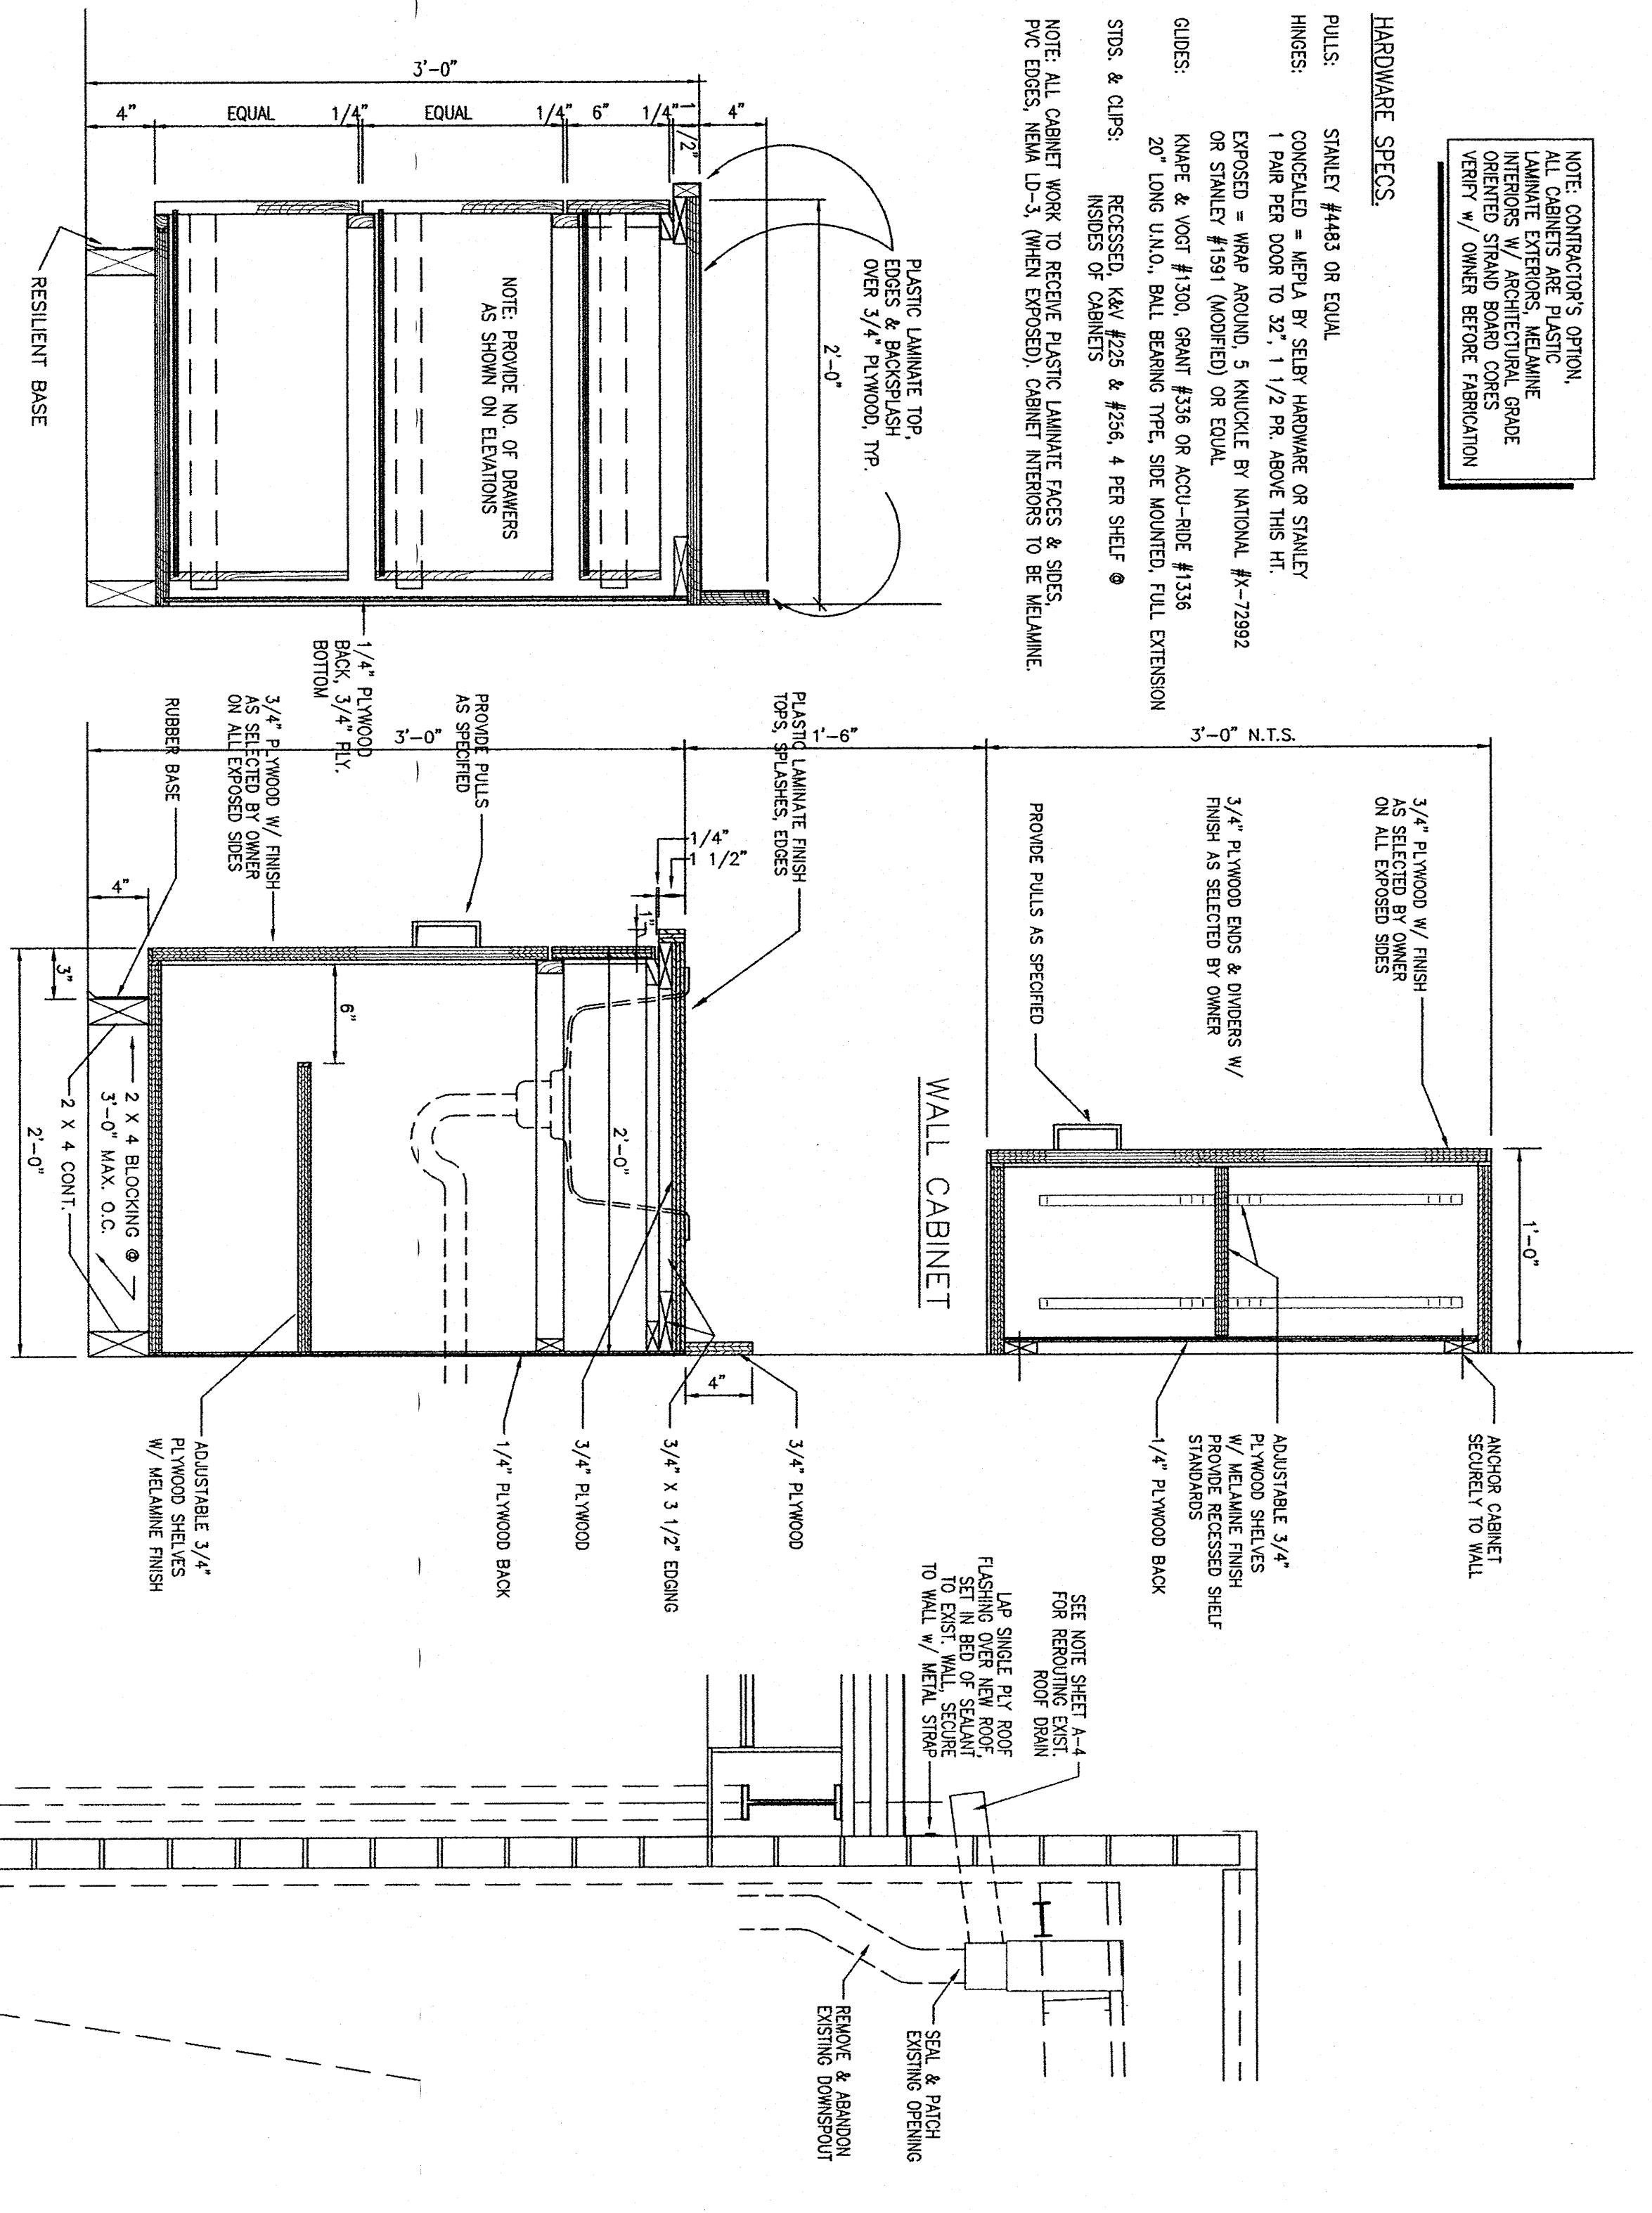 NOTE: CONTRACTOR'S OPTION,
ALL CABINETS ARE PLASTIC
LAMINATE EXTERIORS, MELAMINE
INTERIORS W/ ARCHITECTURAL GRADE
ORIENTED STRAND BOARD CORES
VERIFY w/ OWNER BEFORE FABRICATION
HARDWARE SPECS.
PULLS: STANLEY #4483 OR EQUAL
HINGES: CONCEALED = MEPLA BY SELBY HARDWARE OR STANLEY
1 PAIR PER DOOR TO 32", 1 1/2 PR. ABOVE THIS HT.
EXPOSED = WRAP AROUND, 5 KNUCKLE BY NATIONAL #X-72992
OR STANLEY #1591 (MODIFIED) OR EQUAL
GLIDES: KNAPE & VOGT #1300, GRANT #336 OR ACCU-RIDE #1336
20" LONG U.N.O., BALL BEARING TYPE, SIDE MOUNTED, FULL EXTENSION
STDS. & CLIPS: RECESSED, K&V #225 & #256, 4 PER SHELF @
INSIDES OF CABINETS
NOTE: ALL CABINET WORK TO RECEIVE PLASTIC LAMINATE FACES & SIDES,
PVC EDGES, NEMA LD-3, (WHEN EXPOSED). CABINET INTERIORS TO BE MELAMINE.
PLASTIC LAMINATE TOP,
EDGES & BACKSPLASH
OVER 3/4" PLYWOOD, TYP.
2'-0"
4"
1 1/2"
1/4"
6"
1/4"
EQUAL
1/4"
EQUAL
4"
3'-0"
NOTE: PROVIDE NO. OF DRAWERS
AS SHOWN ON ELEVATIONS
RESILIENT BASE
1/4" PLYWOOD
BACK, 3/4" PLY.
BOTTOM
3'-0" N.T.S.
1'-6"
3'-0"
3/4" PLYWOOD W/ FINISH
AS SELECTED BY OWNER
ON ALL EXPOSED SIDES
3/4" PLYWOOD ENDS & DIVIDERS W/
FINISH AS SELECTED BY OWNER
PROVIDE PULLS AS SPECIFIED
1'-0"
ANCHOR CABINET
SECURELY TO WALL
ADJUSTABLE 3/4"
PLYWOOD SHELVES
W/ MELAMINE FINISH
PROVIDE RECESSED SHELF
STANDARDS
1/4" PLYWOOD BACK
WALL CABINET
PLASTIC LAMINATE FINISH
TOPS, SPLASHES, EDGES
1/4"
1 1/2"
1"
PROVIDE PULLS
AS SPECIFIED
3/4" PLYWOOD W/ FINISH
AS SELECTED BY OWNER
ON ALL EXPOSED SIDES
RUBBER BASE
4"
3"
6"
2'-0"
4"
3/4" PLYWOOD
3/4" X 3 1/2" EDGING
3/4" PLYWOOD
1/4" PLYWOOD BACK
ADJUSTABLE 3/4"
PLYWOOD SHELVES
W/ MELAMINE FINISH
2 X 4 BLOCKING @
3'-0" MAX. O.C.
2 X 4 CONT.
2'-0"
SEE NOTE SHEET A-4
FOR REROUTING EXIST.
ROOF DRAIN
LAP SINGLE PLY ROOF
FLASHING OVER NEW ROOF,
SET IN BED OF SEALANT
TO EXIST. WALL, SECURE
TO WALL w/ METAL STRAP
SEAL & PATCH
EXISTING OPENING
REMOVE & ABANDON
EXISTING DOWNSPOUT